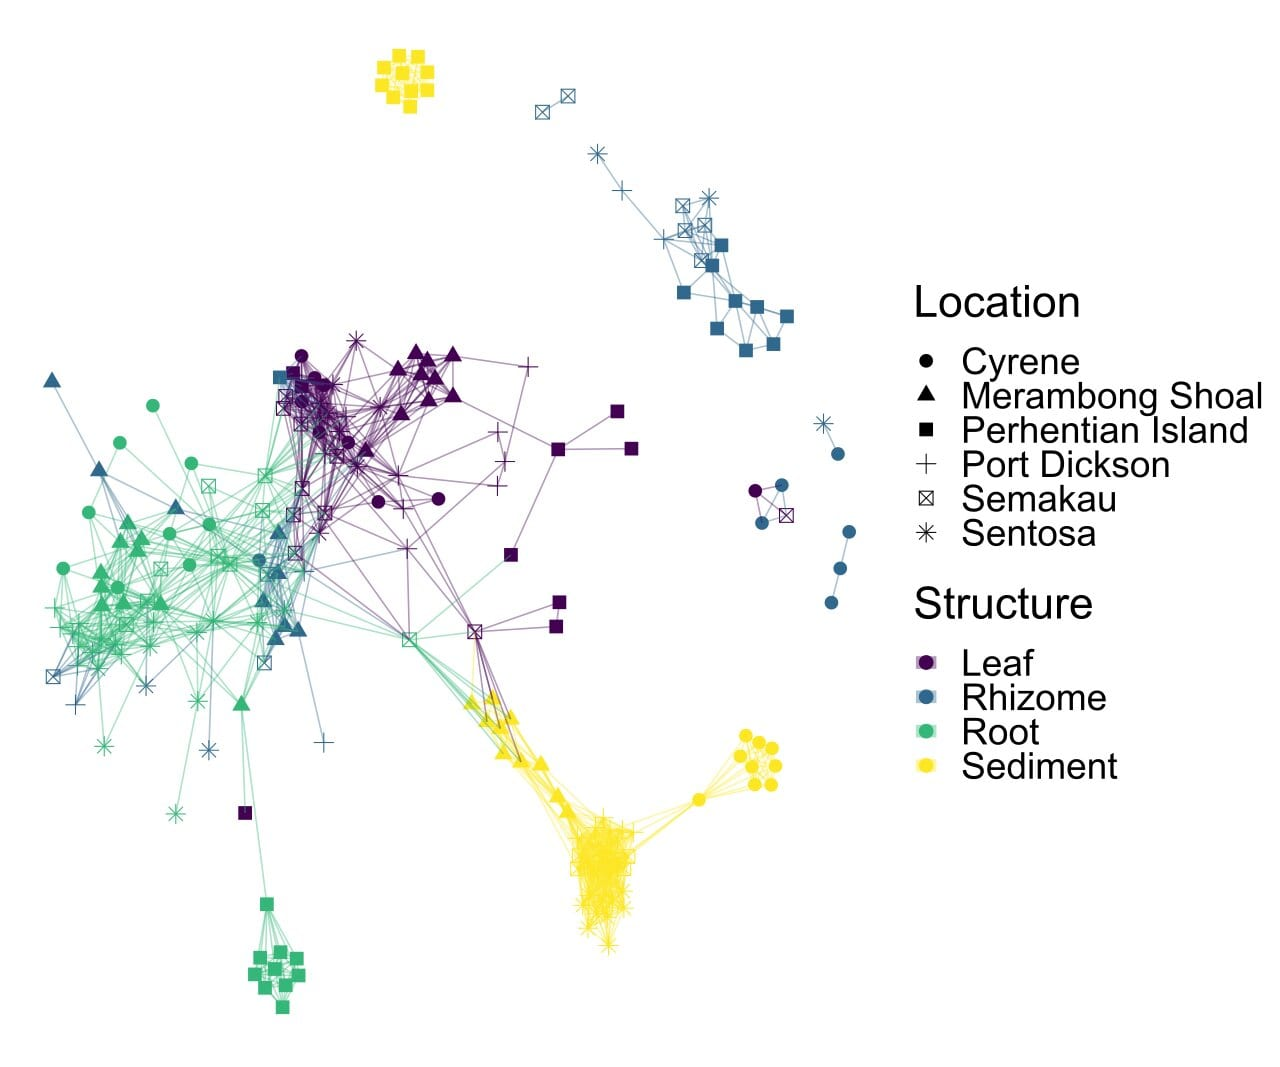 Location
Cyrene
Merambong Shoal
Perhentian Island
Port Dickson
Semakau
Sentosa
Structure
Leaf
Rhizome
Root
Sediment